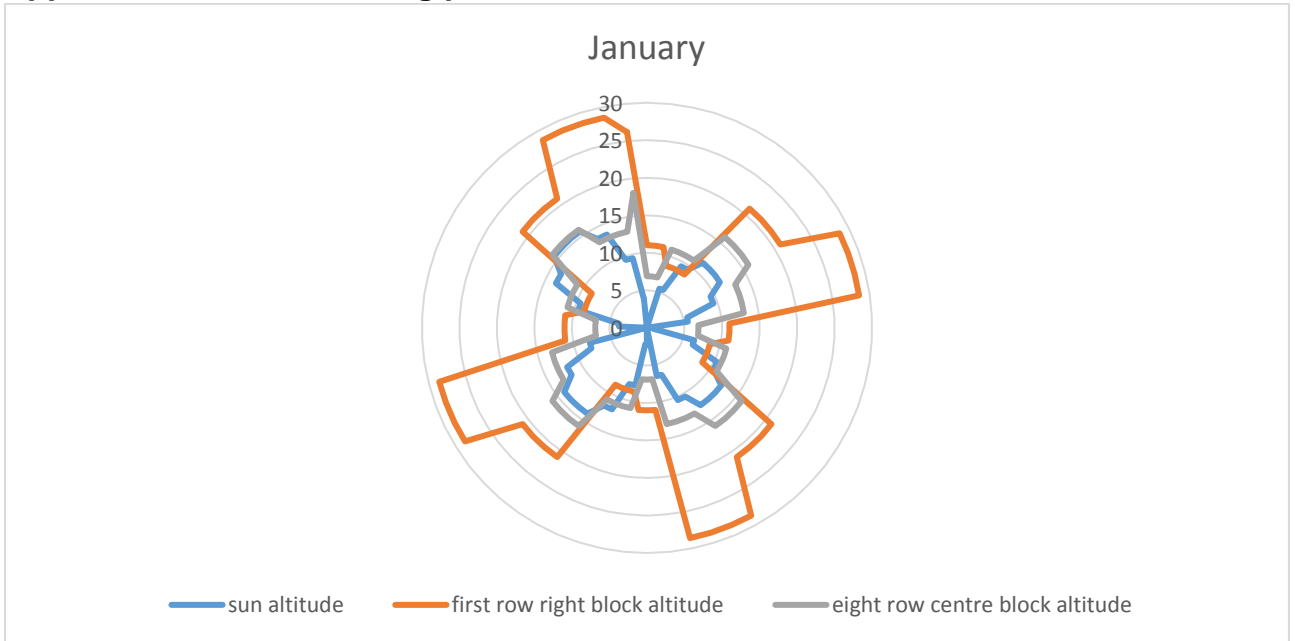 January
30
25
20
15
10
5
0
sun altitude
first row right block altitude
eight row centre block altitude